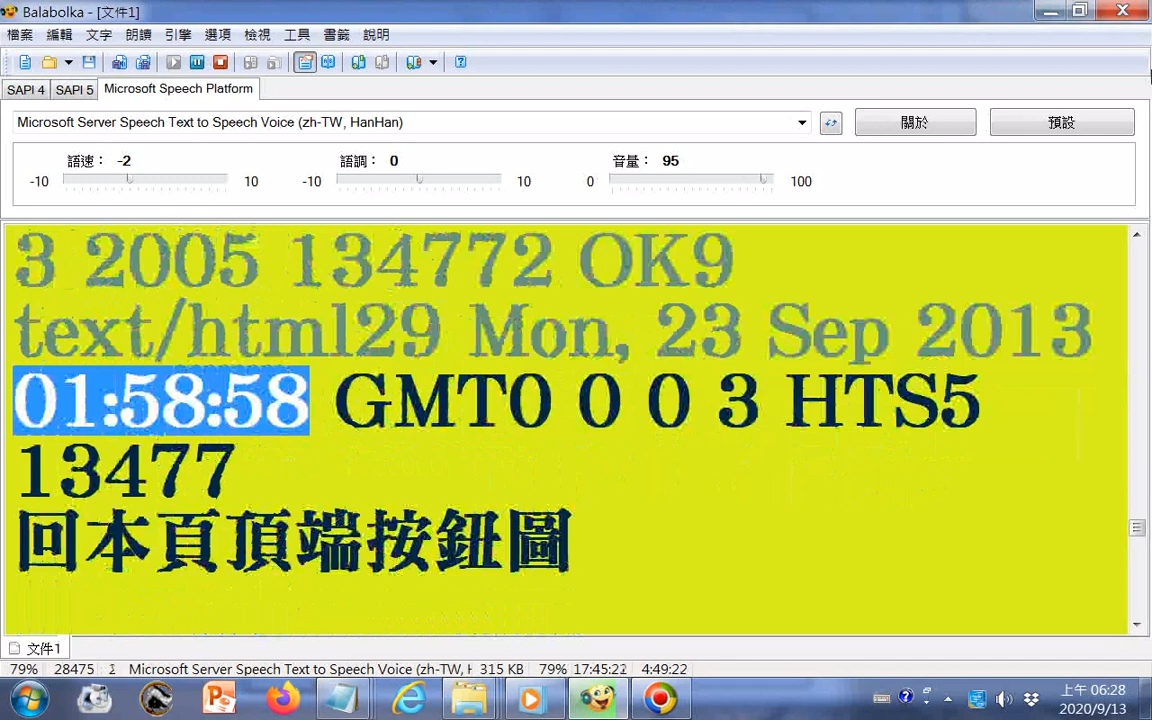 Balabolka - [文件1]
檔案 編輯 文字 朗讀 引擎 選項 檢視 工具 書籤 說明
SAPI 4 SAPI 5 Microsoft Speech Platform
Microsoft Server Speech Text to Speech Voice (zh-TW, HanHan) 關於 預設
語速： -2 語調： 0 音量： 95
-10 10 -10 10 0 100
3 2005 134772 OK9
text/html29 Mon, 23 Sep 2013
01:58:58 GMT0 0 0 3 HTS5
13477
回本頁頂端按鈕圖
文件1
79% 28475 Microsoft Server Speech Text to Speech Voice (zh-TW, 315 KB 79% 17:45:22 4:49:22
上午 06:28
2020/9/13